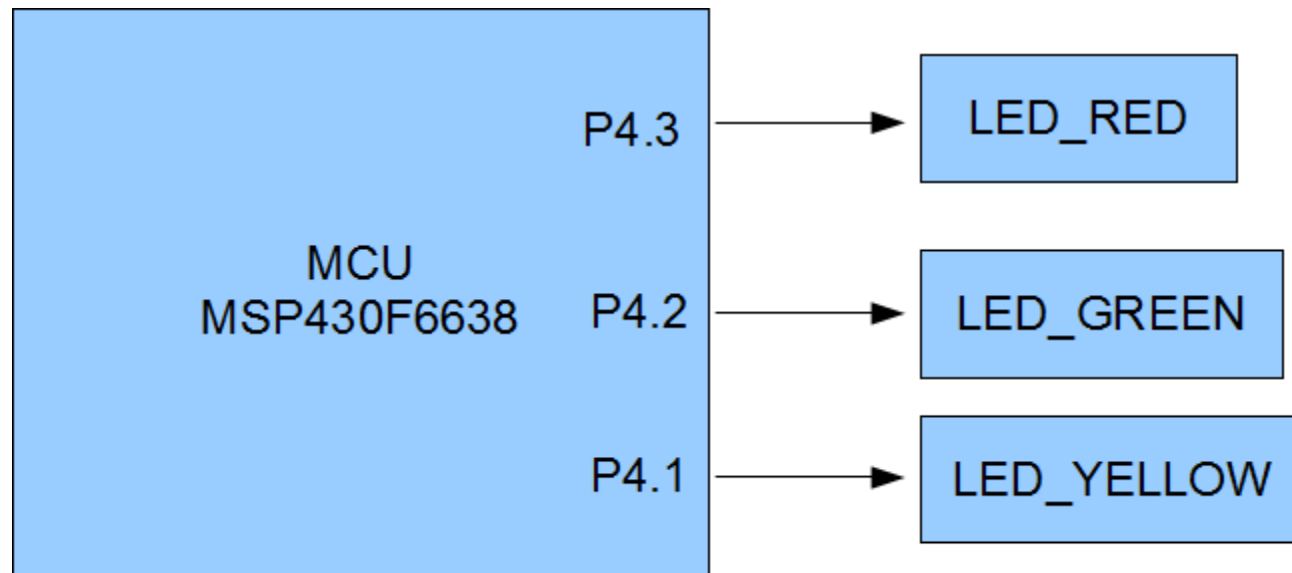 P4.3
LED_RED
MCU
MSP430F6638
P4.2
LED_GREEN
P4.1
LED_YELLOW